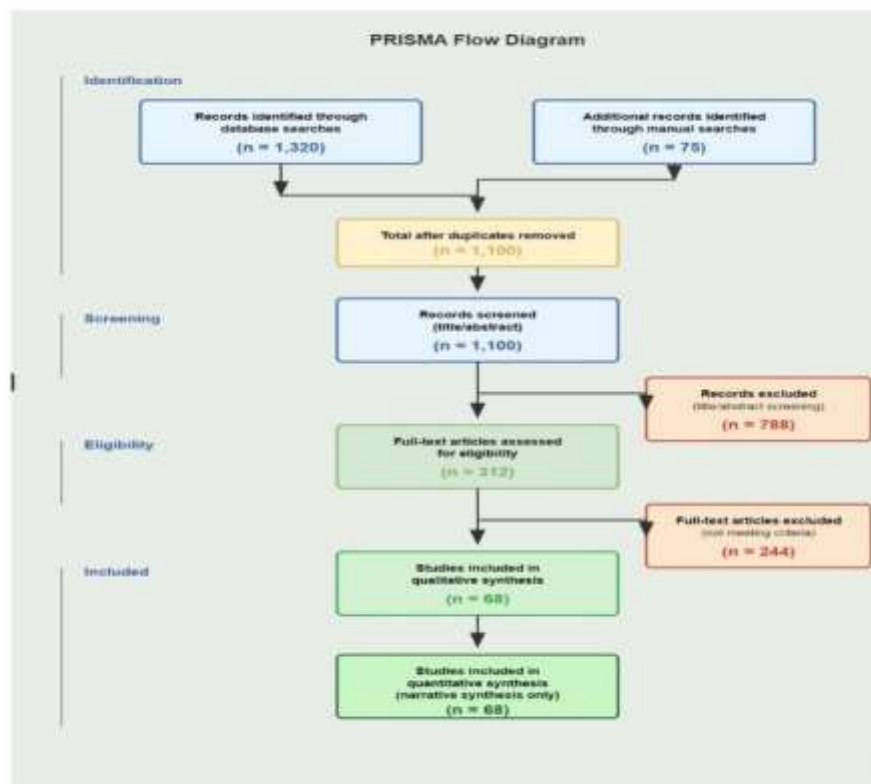 PRISMA Flow Diagram
Identification
Records identified through
database searches
(n = 1,320)
Additional records identified
through manual searches
(n = 75)
Total after duplicates removed
(n = 1,100)
Screening
Records screened
(title/abstract)
(n = 1,100)
Records excluded
(title/abstract screening)
(n = 788)
Eligibility
Full-text articles assessed
for eligibility
(n = 312)
Full-text articles excluded
(not meeting criteria)
(n = 244)
Included
Studies included in
qualitative synthesis
(n = 68)
Studies included in
quantitative synthesis
(narrative synthesis only)
(n = 68)